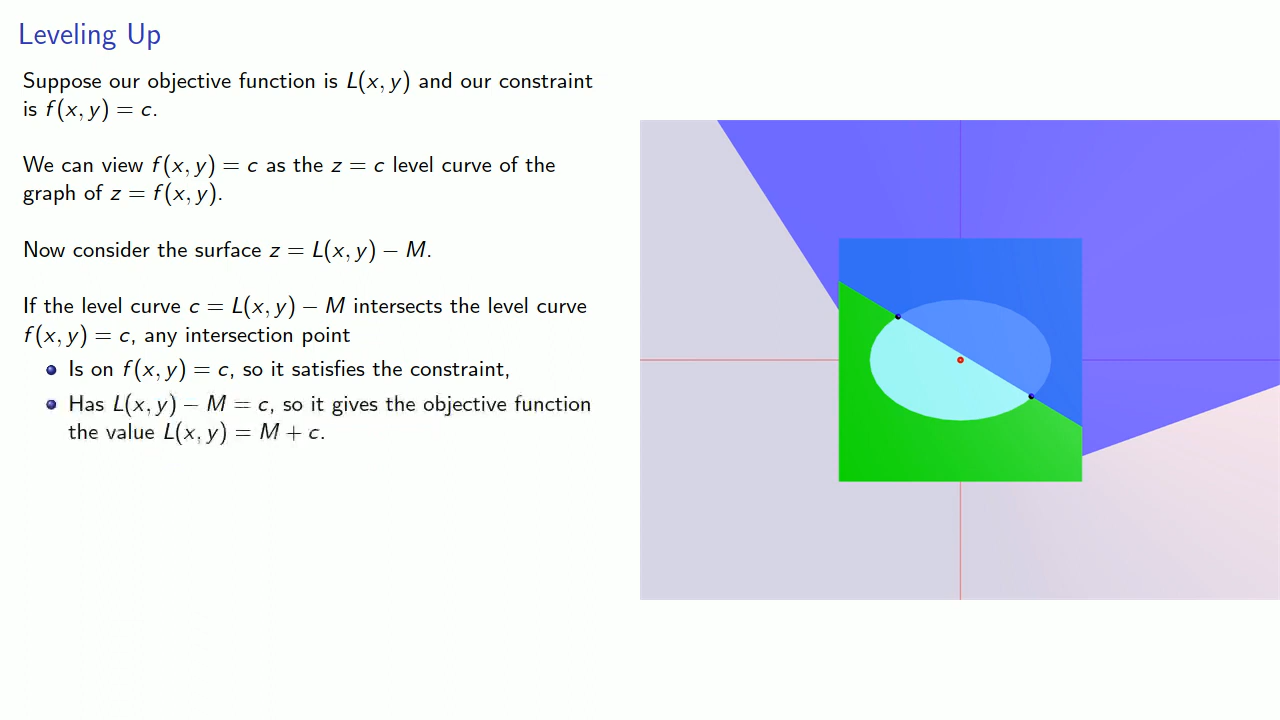 Leveling Up
Suppose our objective function is L(x, y) and our constraint
is f(x, y) = c.
We can view f(x, y) = c as the z = c level curve of the
graph of z = f(x, y).
Now consider the surface z = L(x, y) − M.
If the level curve c = L(x, y) − M intersects the level curve
f(x, y) = c, any intersection point
Is on f(x, y) = c, so it satisfies the constraint,
Has L(x, y) − M = c, so it gives the objective function
the value L(x, y) = M + c.